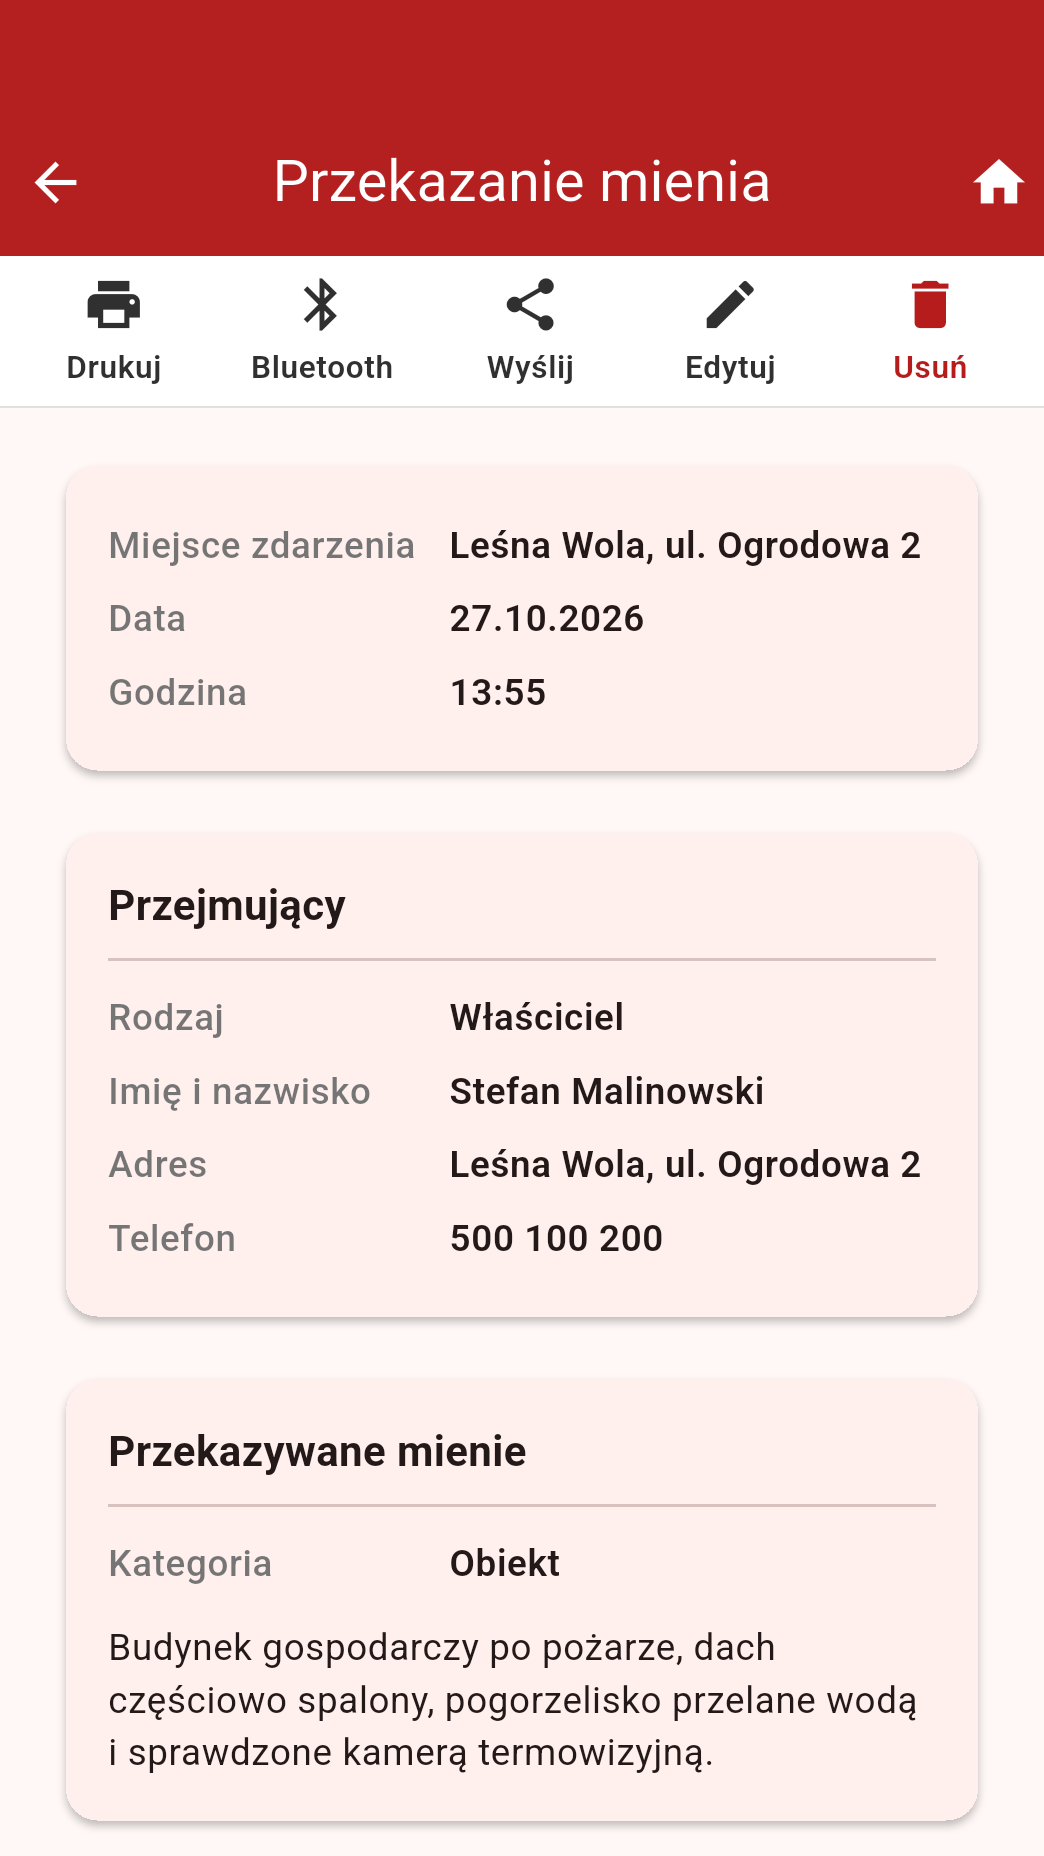 Przekazanie mienia
Drukuj Bluetooth Wyślij Edytuj Usuń
Miejsce zdarzenia Leśna Wola, ul. Ogrodowa 2
Data 27.10.2026
Godzina 13:55
Przejmujący
Rodzaj Właściciel
Imię i nazwisko Stefan Malinowski
Adres Leśna Wola, ul. Ogrodowa 2
Telefon 500 100 200
Przekazywane mienie
Kategoria Obiekt
Budynek gospodarczy po pożarze, dach
częściowo spalony, pogorzelisko przelane wodą
i sprawdzone kamerą termowizyjną.